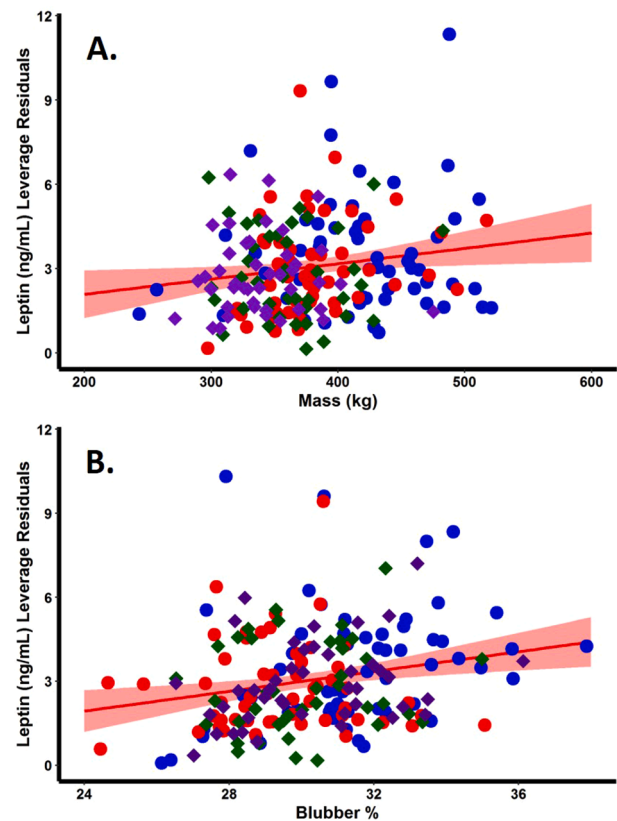 12
A.
9
6
3
0
Leptin (ng/mL) Leverage Residuals
200 300 400 500 600
Mass (kg)
12
B.
9
6
3
0
Leptin (ng/mL) Leverage Residuals
24 28 32 36
Blubber %